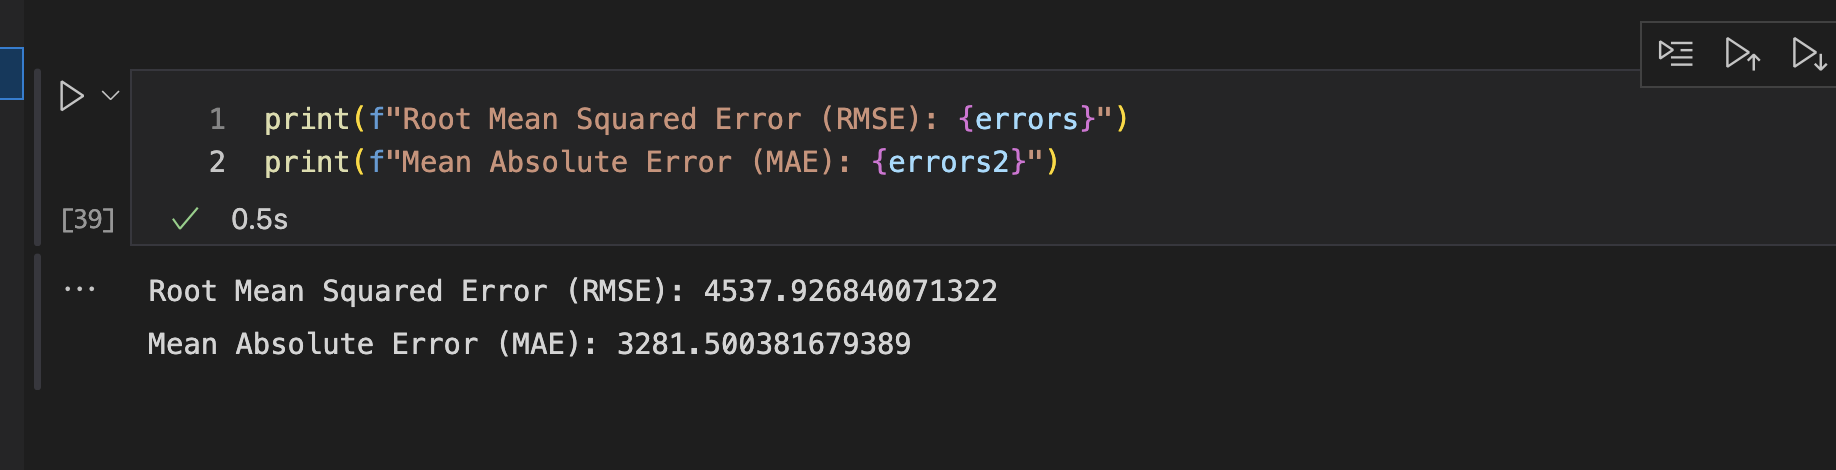 1 print(f"Root Mean Squared Error (RMSE): {errors}")
2 print(f"Mean Absolute Error (MAE): {errors2}")
[39] 0.5s
... Root Mean Squared Error (RMSE): 4537.926840071322
Mean Absolute Error (MAE): 3281.500381679389